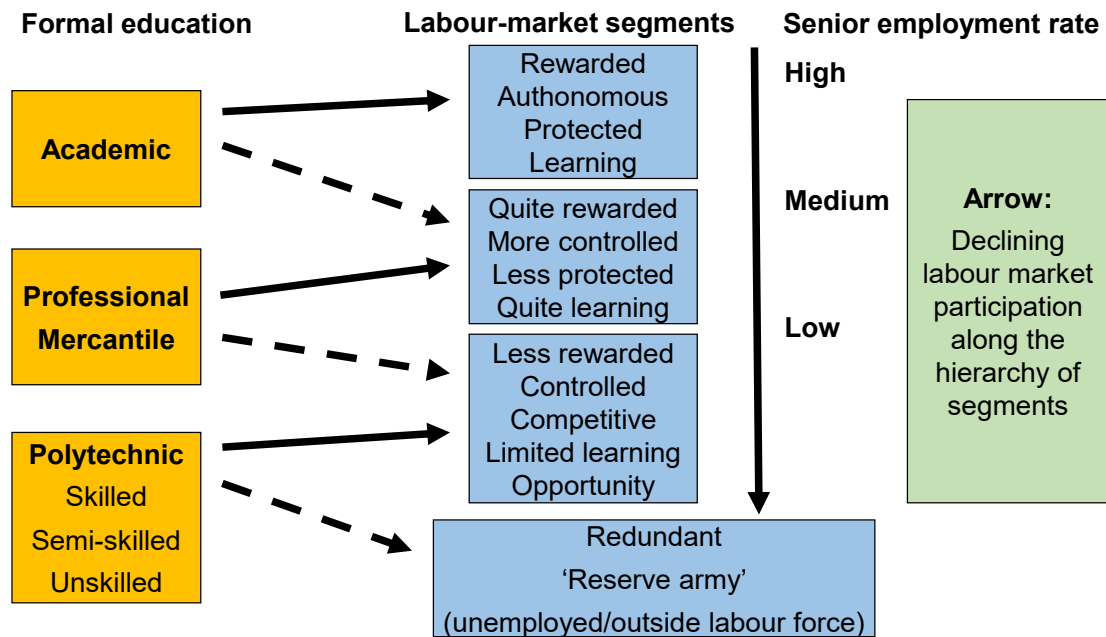 Formal education
Labour-market segments
Senior employment rate
Academic
Professional
Mercantile
Polytechnic
Skilled
Semi-skilled
Unskilled
Rewarded
Authonomous
Protected
Learning
Quite rewarded
More controlled
Less protected
Quite learning
Less rewarded
Controlled
Competitive
Limited learning
Opportunity
Redundant
‘Reserve army’
(unemployed/outside labour force)
High
Medium
Low
Arrow:
Declining
labour market
participation
along the
hierarchy of
segments